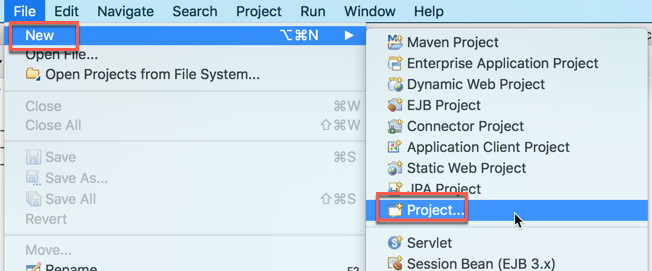 File Edit Navigate Search Project Run Window Help
New ⌥⌘N ▶
Open File...
Open Projects from File System...
Close ⌘W
Close All ⇧⌘W
Save ⌘S
Save As...
Save All ⇧⌘S
Revert
Move...
Rename... F2
Maven Project
Enterprise Application Project
Dynamic Web Project
EJB Project
Connector Project
Application Client Project
Static Web Project
JPA Project
Project...
Servlet
Session Bean (EJB 3.x)